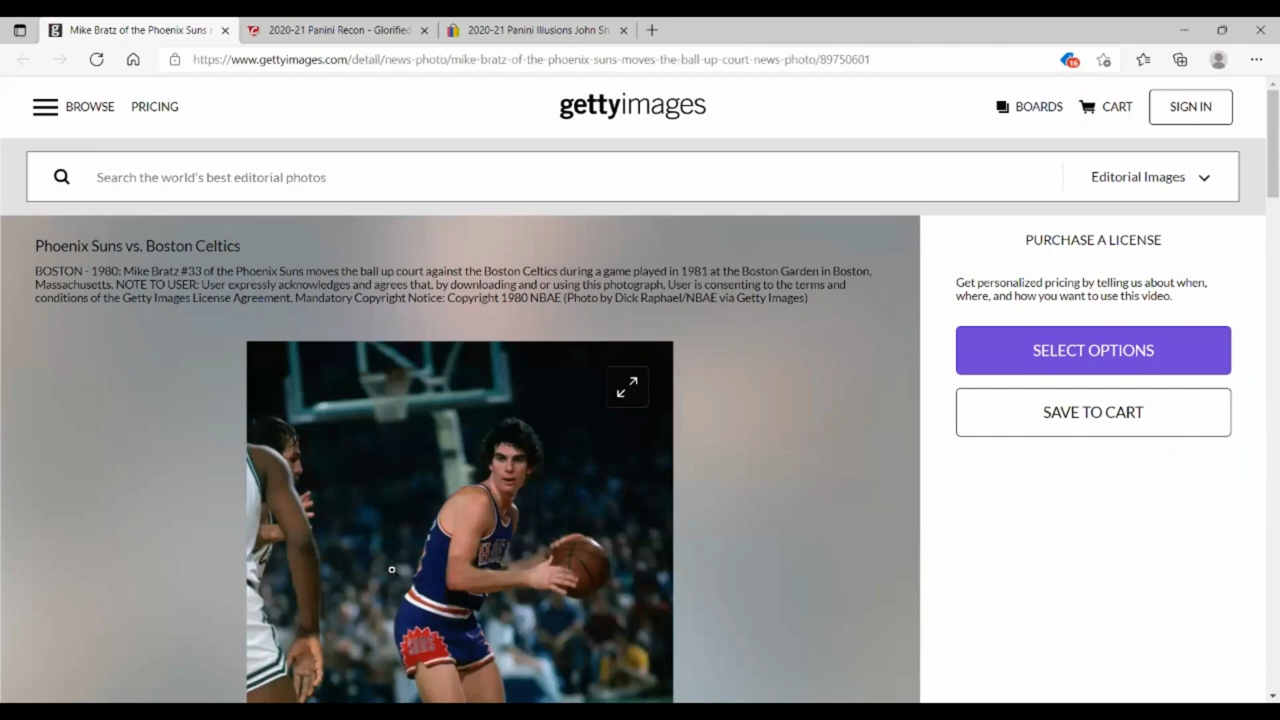 Mike Bratz of the Phoenix Suns
2020-21 Panini Recon - Glorified
2020-21 Panini Illusions John Sh
https://www.gettyimages.com/detail/news-photo/mike-bratz-of-the-phoenix-suns-moves-the-ball-up-court-news-photo/89750601
16
BROWSE
PRICING
gettyimages
BOARDS
CART
SIGN IN
Search the world's best editorial photos
Editorial Images
Phoenix Suns vs. Boston Celtics
BOSTON - 1980: Mike Bratz #33 of the Phoenix Suns moves the ball up court against the Boston Celtics during a game played in 1981 at the Boston Garden in Boston,
Massachusetts. NOTE TO USER: User expressly acknowledges and agrees that, by downloading and or using this photograph, User is consenting to the terms and
conditions of the Getty Images License Agreement. Mandatory Copyright Notice: Copyright 1980 NBAE (Photo by Dick Raphael/NBAE via Getty Images)
PURCHASE A LICENSE
Get personalized pricing by telling us about when,
where, and how you want to use this video.
SELECT OPTIONS
SAVE TO CART
SUNS